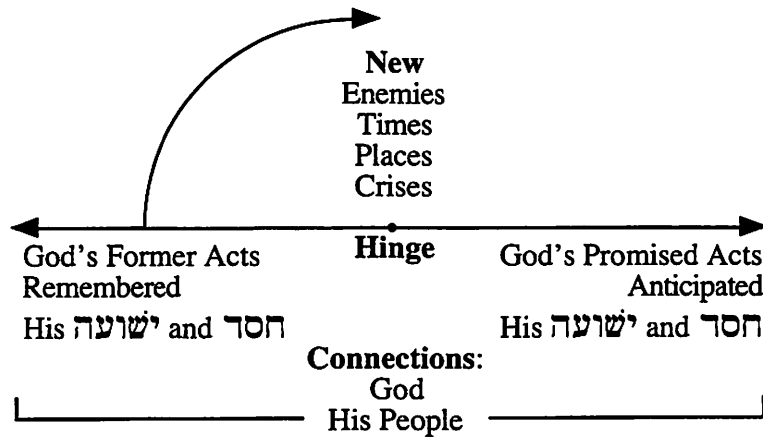 New
Enemies
Times
Places
Crises
Hinge
God's Former Acts
Remembered
His ישועה and חסד
God's Promised Acts
Anticipated
His ישועה and חסד
Connections:
God
His People